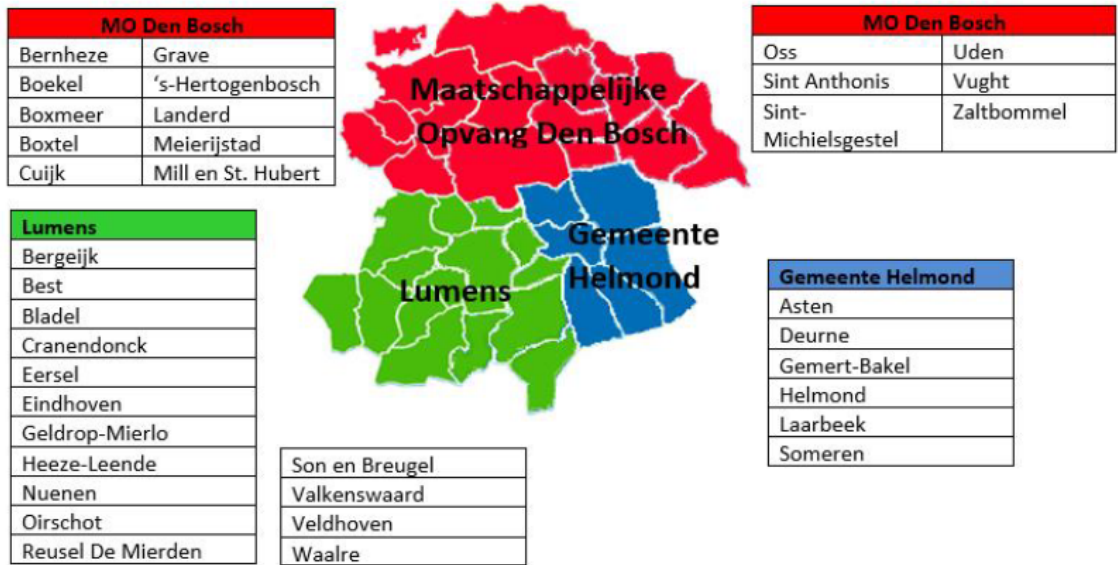 MO Den Bosch
Bernheze Grave
Boekel ‘s-Hertogenbosch
Boxmeer Landerd
Boxtel Meierijstad
Cuijk Mill en St. Hubert
Maatschappelijke
Opvang Den Bosch
MO Den Bosch
Oss Uden
Sint Anthonis Vught
Sint- Zaltbommel
Michielsgestel
Lumens
Bergeijk
Best
Bladel
Cranendonck
Eersel
Eindhoven
Geldrop-Mierlo
Heeze-Leende
Nuenen
Oirschot
Reusel De Mierden
Son en Breugel
Valkenswaard
Veldhoven
Waalre
Lumens
Gemeente
Helmond
Gemeente Helmond
Asten
Deurne
Gemert-Bakel
Helmond
Laarbeek
Someren